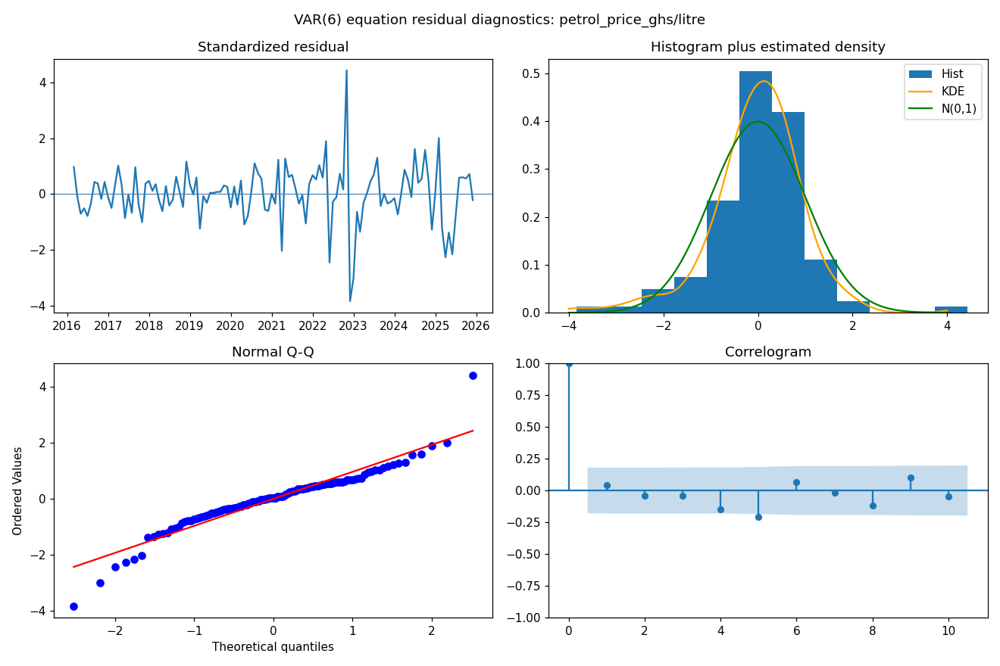 VAR(6) equation residual diagnostics: petrol_price_ghs/litre
Standardized residual
4
2
0
−2
−4
2016 2017 2018 2019 2020 2021 2022 2023 2024 2025 2026
Histogram plus estimated density
Hist
KDE
N(0,1)
0.5
0.4
0.3
0.2
0.1
0.0
−4 −2 0 2 4
Normal Q-Q
Ordered Values
4
2
0
−2
−4
−2 −1 0 1 2
Theoretical quantiles
Correlogram
1.00
0.75
0.50
0.25
0.00
−0.25
−0.50
−0.75
−1.00
0 2 4 6 8 10